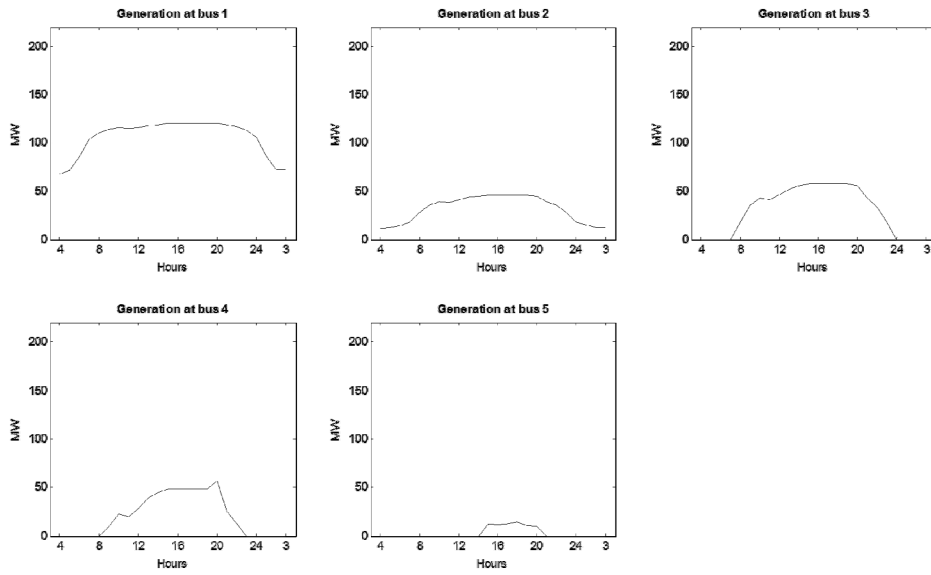 Generation at bus 1
200
150
100
50
0
MW
4 8 12 16 20 24 3
Hours
Generation at bus 2
200
150
100
50
0
MW
4 8 12 16 20 24 3
Hours
Generation at bus 3
200
150
100
50
0
MW
4 8 12 16 20 24 3
Hours
Generation at bus 4
200
150
100
50
0
MW
4 8 12 16 20 24 3
Hours
Generation at bus 5
200
150
100
50
0
MW
4 8 12 16 20 24 3
Hours